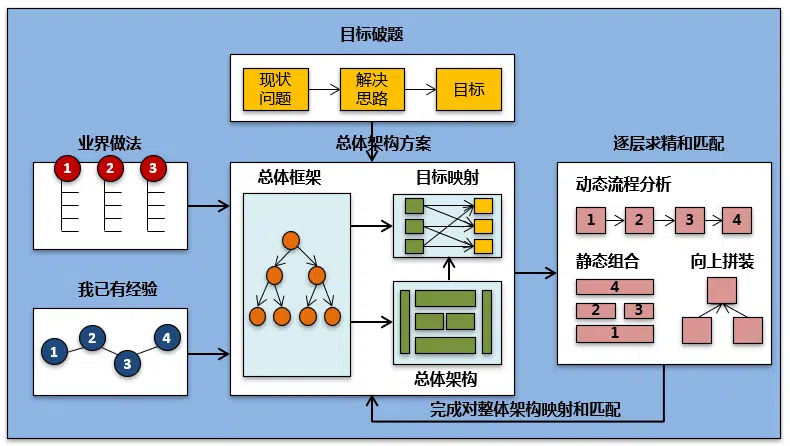 目标破题
现状
问题
解决
思路
目标
业界做法
1 2 3
我已有经验
1 2 3 4
总体架构方案
总体框架
目标映射
总体架构
逐层求精和匹配
动态流程分析
1 2 3 4
静态组合
4
2 3
1
向上拼装
完成对整体架构映射和匹配